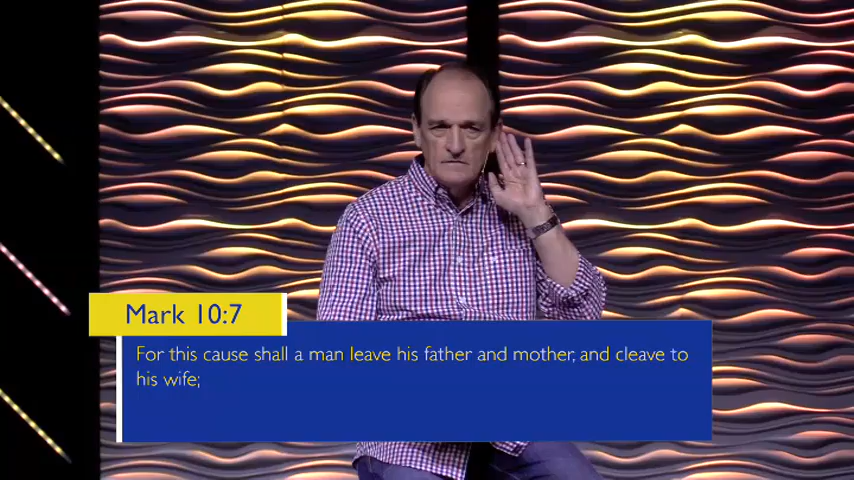 Mark 10:7
For this cause shall a man leave his father and mother, and cleave to
his wife;